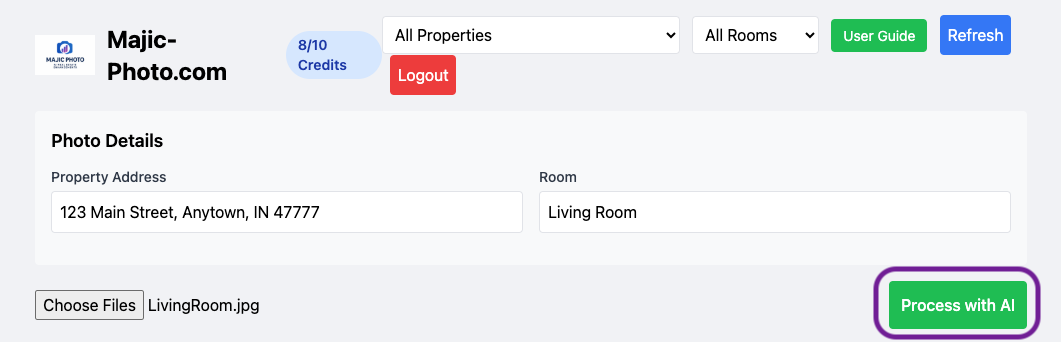 MAJIC PHOTO
Majic-
Photo.com
8/10
Credits
All Properties
All Rooms
User Guide
Refresh
Logout
Photo Details
Property Address
Room
123 Main Street, Anytown, IN 47777
Living Room
Choose Files LivingRoom.jpg
Process with AI